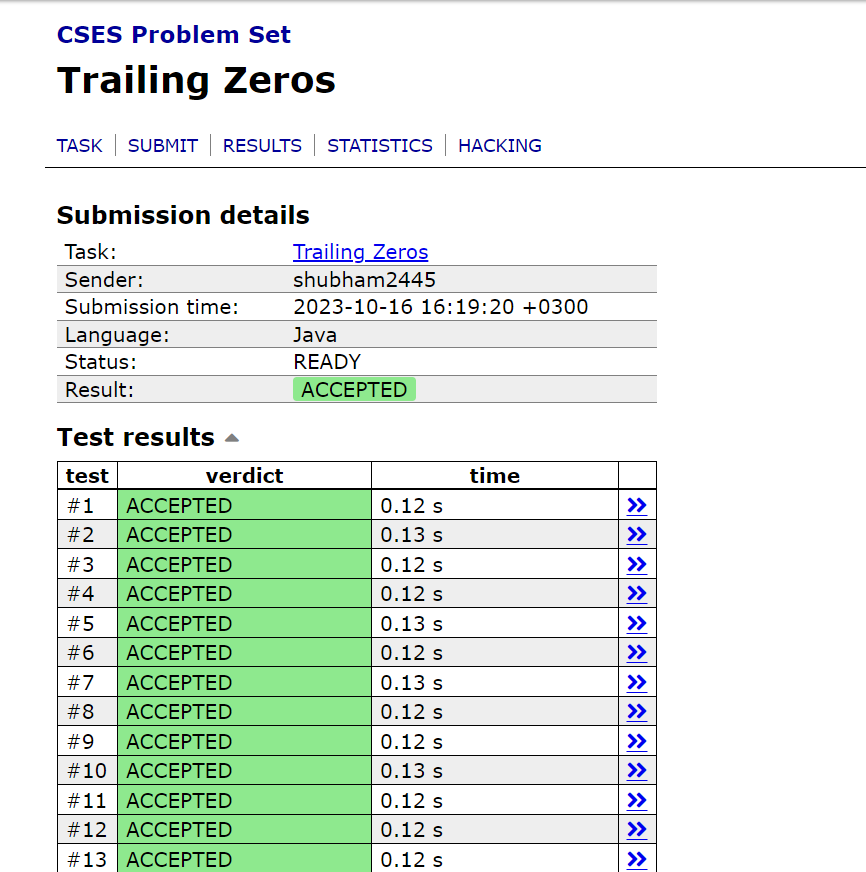 CSES Problem Set
Trailing Zeros
TASK | SUBMIT | RESULTS | STATISTICS | HACKING
Submission details
Task: Trailing Zeros
Sender: shubham2445
Submission time: 2023-10-16 16:19:20 +0300
Language: Java
Status: READY
Result: ACCEPTED
Test results
test verdict time
#1 ACCEPTED 0.12 s »
#2 ACCEPTED 0.13 s »
#3 ACCEPTED 0.12 s »
#4 ACCEPTED 0.12 s »
#5 ACCEPTED 0.13 s »
#6 ACCEPTED 0.12 s »
#7 ACCEPTED 0.13 s »
#8 ACCEPTED 0.12 s »
#9 ACCEPTED 0.12 s »
#10 ACCEPTED 0.13 s »
#11 ACCEPTED 0.12 s »
#12 ACCEPTED 0.12 s »
#13 ACCEPTED 0.12 s »